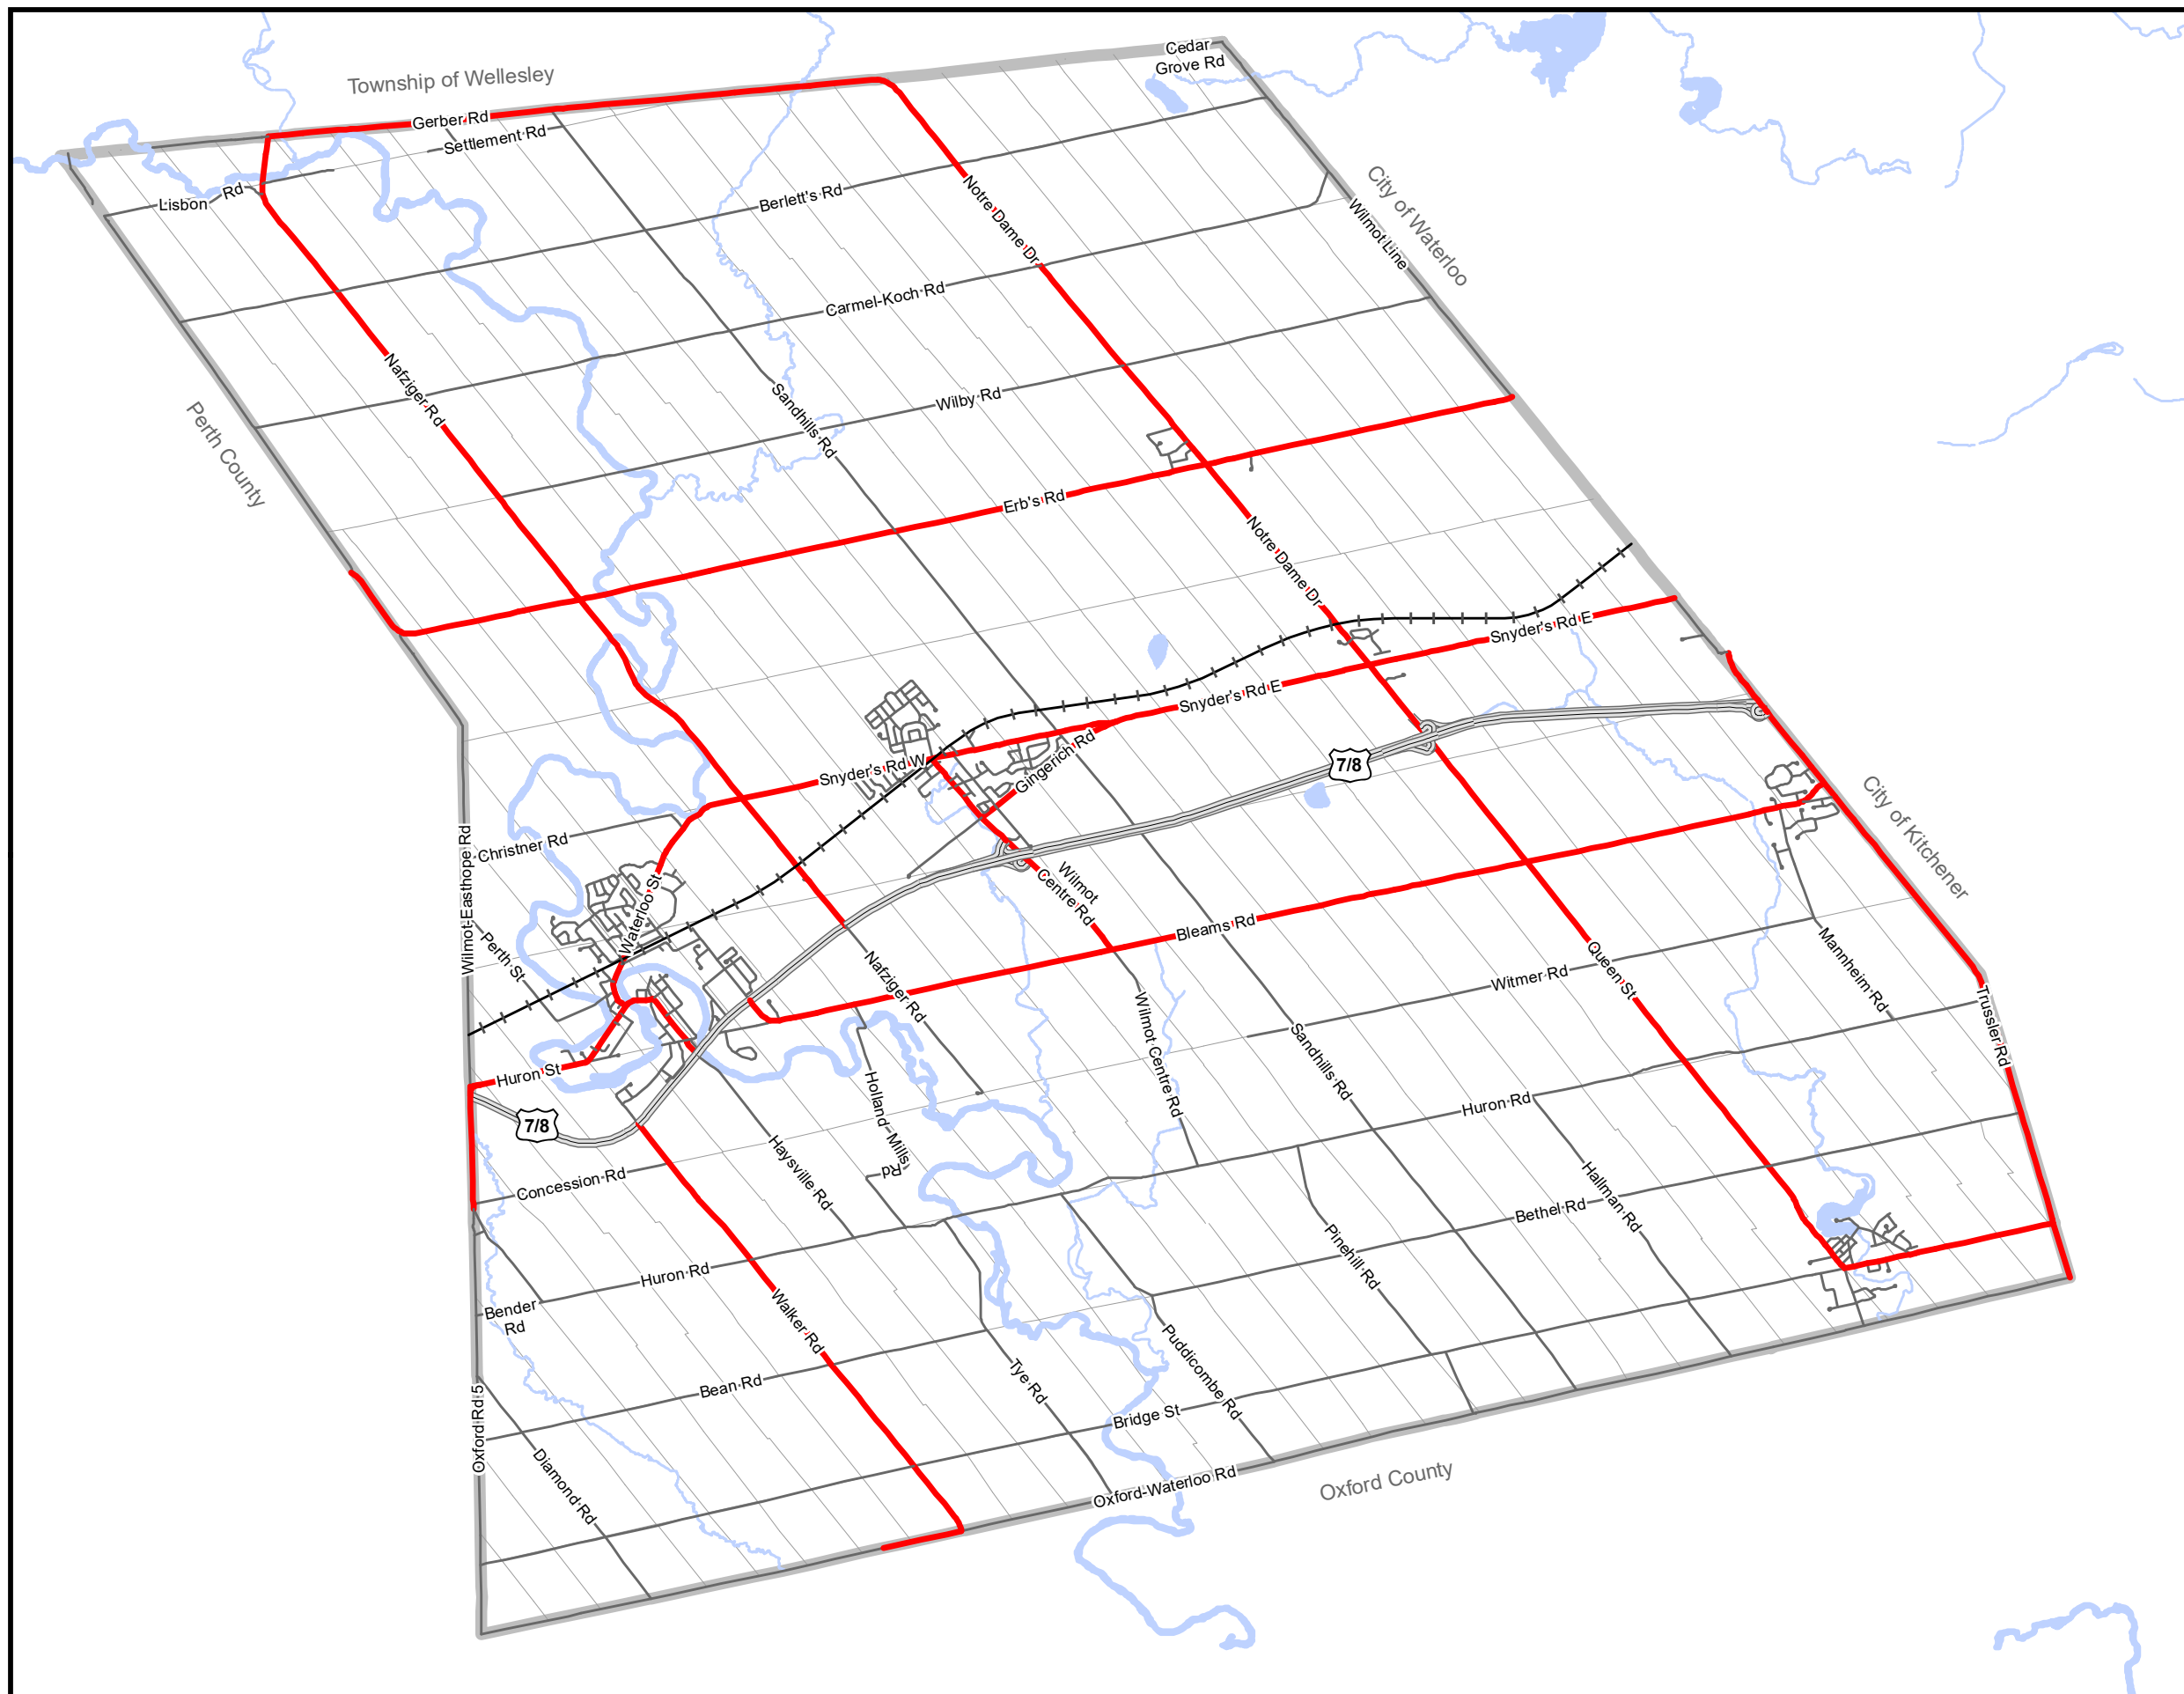 Cedar
Grove Rd
Township of Wellesley
Gerber Rd
Settlement Rd
Lisbon Rd
Berlett's Rd
Notre Dame Dr
City of Waterloo
Wilmot Line
Carmel-Koch Rd
Nafziger Rd
Sandhills Rd
Wilby Rd
Perth County
Erb's Rd
Notre Dame Dr
Snyder's Rd E
Snyder's Rd E
Snyder's Rd W
Gingerich Rd
7/8
City of Kitchener
Christner Rd
Wilmot Easthope Rd
Waterloo St
Perth St
Wilmot
Centre Rd
Bleams Rd
Nafziger Rd
Queen St
Mannheim Rd
Witmer Rd
Trussler Rd
Wilmot Centre Rd
Sandhills Rd
Huron St
Holland Mills
Rd
7/8
Huron Rd
Haysville Rd
Concession Rd
Hallman Rd
Bethel Rd
Pinehill Rd
Huron Rd
Bender
Rd
Walker Rd
Puddicombe Rd
Tye Rd
Bean Rd
Oxford Rd 5
Bridge St
Diamond Rd
Oxford-Waterloo Rd
Oxford County